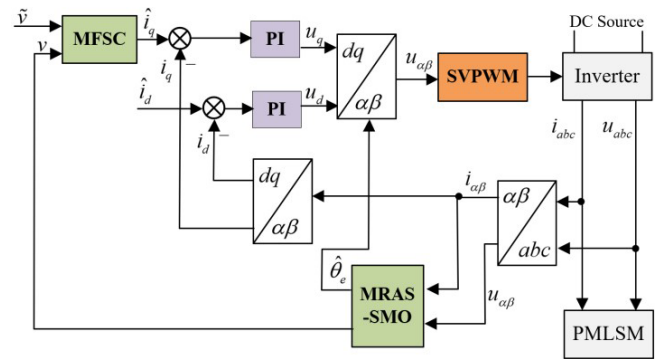 ṽ
v
MFSC
î_q
i_q
−
PI
u_q
dq
αβ
u_αβ
SVPWM
DC Source
Inverter
î_d
−
i_d
PI
u_d
i_abc
u_abc
dq
αβ
i_αβ
αβ
abc
θ̂_e
MRAS
-SMO
u_αβ
PMLSM